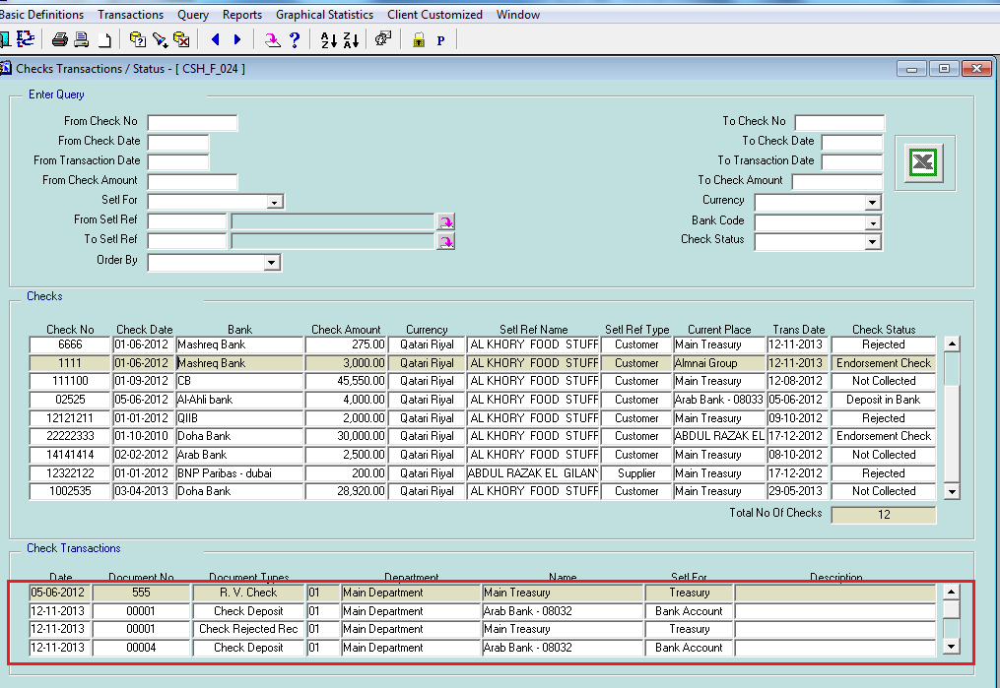 Basic Definitions Transactions Query Reports Graphical Statistics Client Customized Window
P
Checks Transactions / Status - [ CSH_F_024 ]
Enter Query
From Check No To Check No
From Check Date To Check Date
From Transaction Date To Transaction Date
From Check Amount To Check Amount
Setl For Currency
From Setl Ref Bank Code
To Setl Ref Check Status
Order By
Checks
Check No Check Date Bank Check Amount Currency Setl Ref Name Setl Ref Type Current Place Trans Date Check Status
6666 01-06-2012 Mashreq Bank 275.00 Qatari Riyal AL KHORY FOOD STUFF Customer Main Treasury 12-11-2013 Rejected
1111 01-06-2012 Mashreq Bank 3,000.00 Qatari Riyal AL KHORY FOOD STUFF Customer Almnai Group 12-11-2013 Endorsement Check
111100 01-09-2012 CB 45,550.00 Qatari Riyal AL KHORY FOOD STUFF Customer Main Treasury 12-08-2012 Not Collected
02525 05-06-2012 Al-Ahli bank 4,000.00 Qatari Riyal AL KHORY FOOD STUFF Customer Arab Bank - 08033 05-06-2012 Deposit in Bank
12121211 01-01-2012 QIIB 2,000.00 Qatari Riyal AL KHORY FOOD STUFF Customer Main Treasury 09-10-2012 Rejected
22222333 01-10-2010 Doha Bank 30,000.00 Qatari Riyal AL KHORY FOOD STUFF Customer ABDUL RAZAK EL 17-12-2012 Endorsement Check
14141414 02-02-2012 Arab Bank 2,500.00 Qatari Riyal AL KHORY FOOD STUFF Customer Main Treasury 08-10-2012 Not Collected
12322122 01-01-2012 BNP Paribas - dubai 200.00 Qatari Riyal ABDUL RAZAK EL GILANY Supplier Main Treasury 17-12-2012 Rejected
1002535 03-04-2013 Doha Bank 28,920.00 Qatari Riyal AL KHORY FOOD STUFF Customer Main Treasury 29-05-2013 Not Collected
Total No Of Checks 12
Check Transactions
Date Document No Document Types Department Name Setl For Description
05-06-2012 555 R. V. Check 01 Main Department Main Treasury Treasury
12-11-2013 00001 Check Deposit 01 Main Department Arab Bank - 08032 Bank Account
12-11-2013 00001 Check Rejected Rec 01 Main Department Main Treasury Treasury
12-11-2013 00004 Check Deposit 01 Main Department Arab Bank - 08032 Bank Account